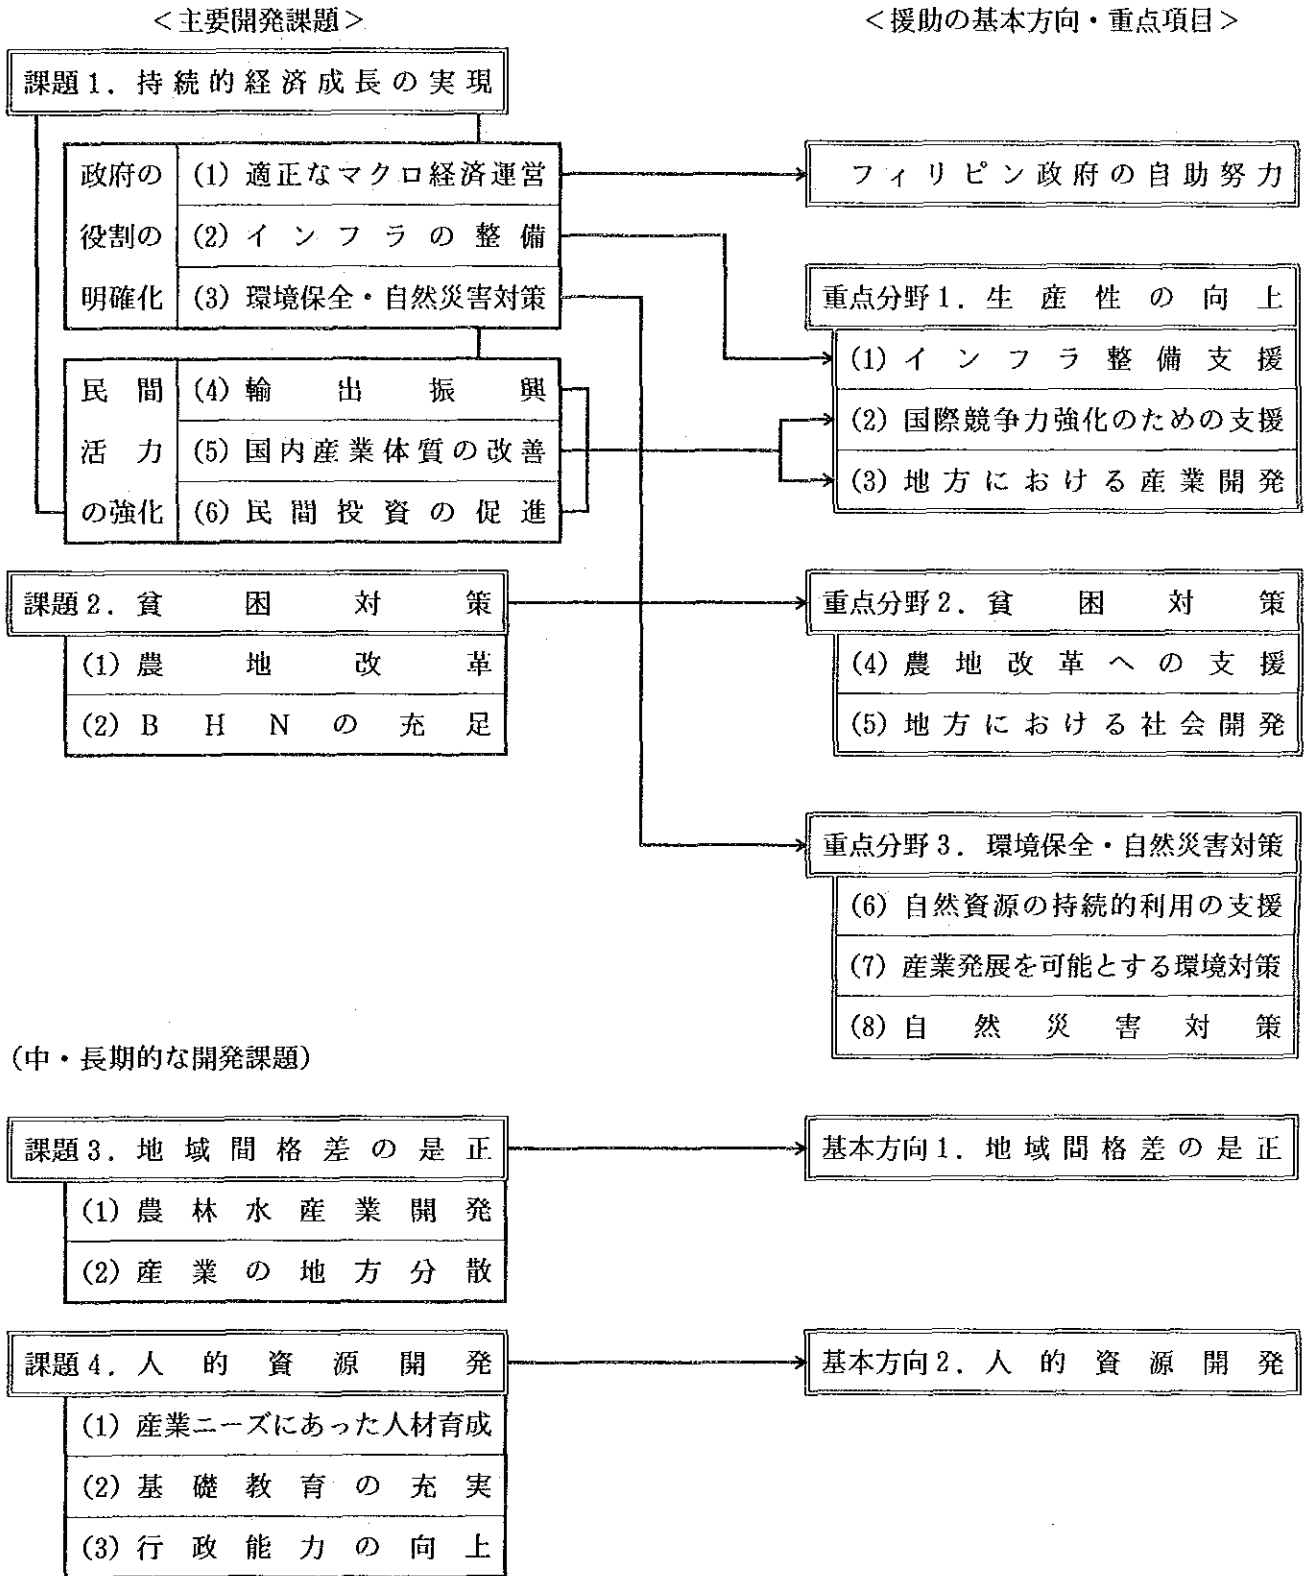 <主要開発課題>
課題1．持続的経済成長の実現
政府の
役割の
明確化
(1) 適正なマクロ経済運営
(2) インフラの整備
(3) 環境保全・自然災害対策
民間
活力
の強化
(4) 輸出振興
(5) 国内産業体質の改善
(6) 民間投資の促進
課題2．貧困対策
(1) 農地改革
(2) BHNの充足
(中・長期的な開発課題)
課題3．地域間格差の是正
(1) 農林水産業開発
(2) 産業の地方分散
課題4．人的資源開発
(1) 産業ニーズにあった人材育成
(2) 基礎教育の充実
(3) 行政能力の向上
<援助の基本方向・重点項目>
フィリピン政府の自助努力
重点分野1．生産性の向上
(1) インフラ整備支援
(2) 国際競争力強化のための支援
(3) 地方における産業開発
重点分野2．貧困対策
(4) 農地改革への支援
(5) 地方における社会開発
重点分野3．環境保全・自然災害対策
(6) 自然資源の持続的利用の支援
(7) 産業発展を可能とする環境対策
(8) 自然災害対策
基本方向1．地域間格差の是正
基本方向2．人的資源開発